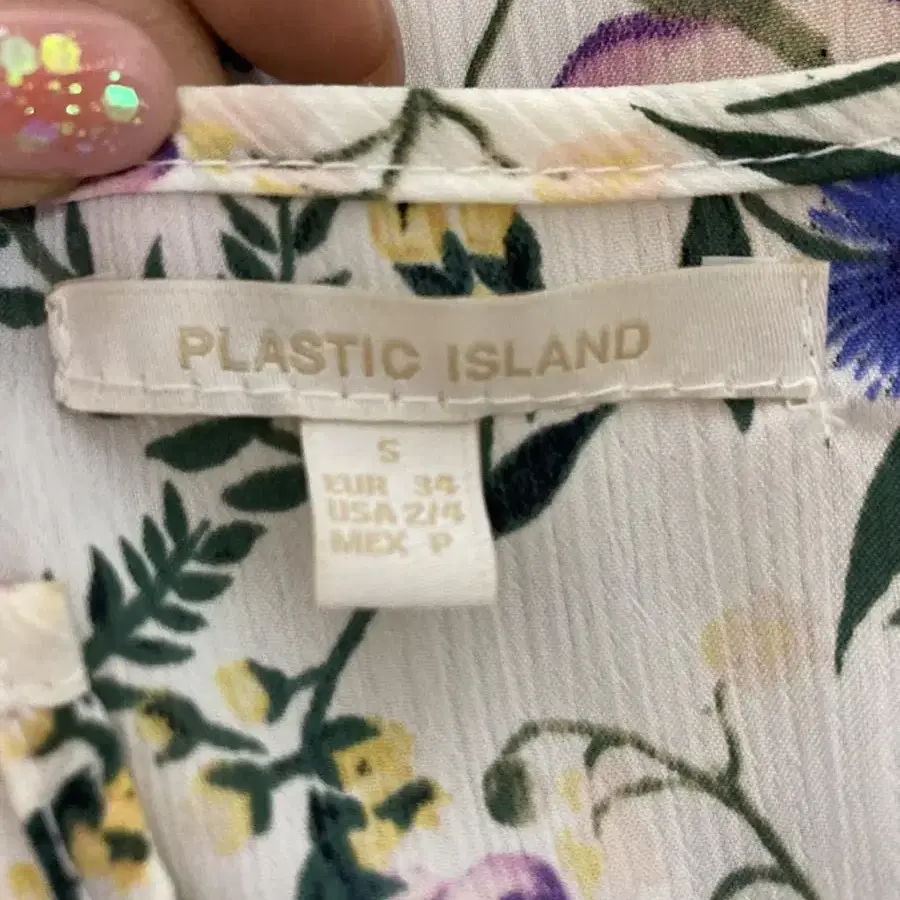 PLASTIC ISLAND
S
EUR 34
USA 2/4
MEX P